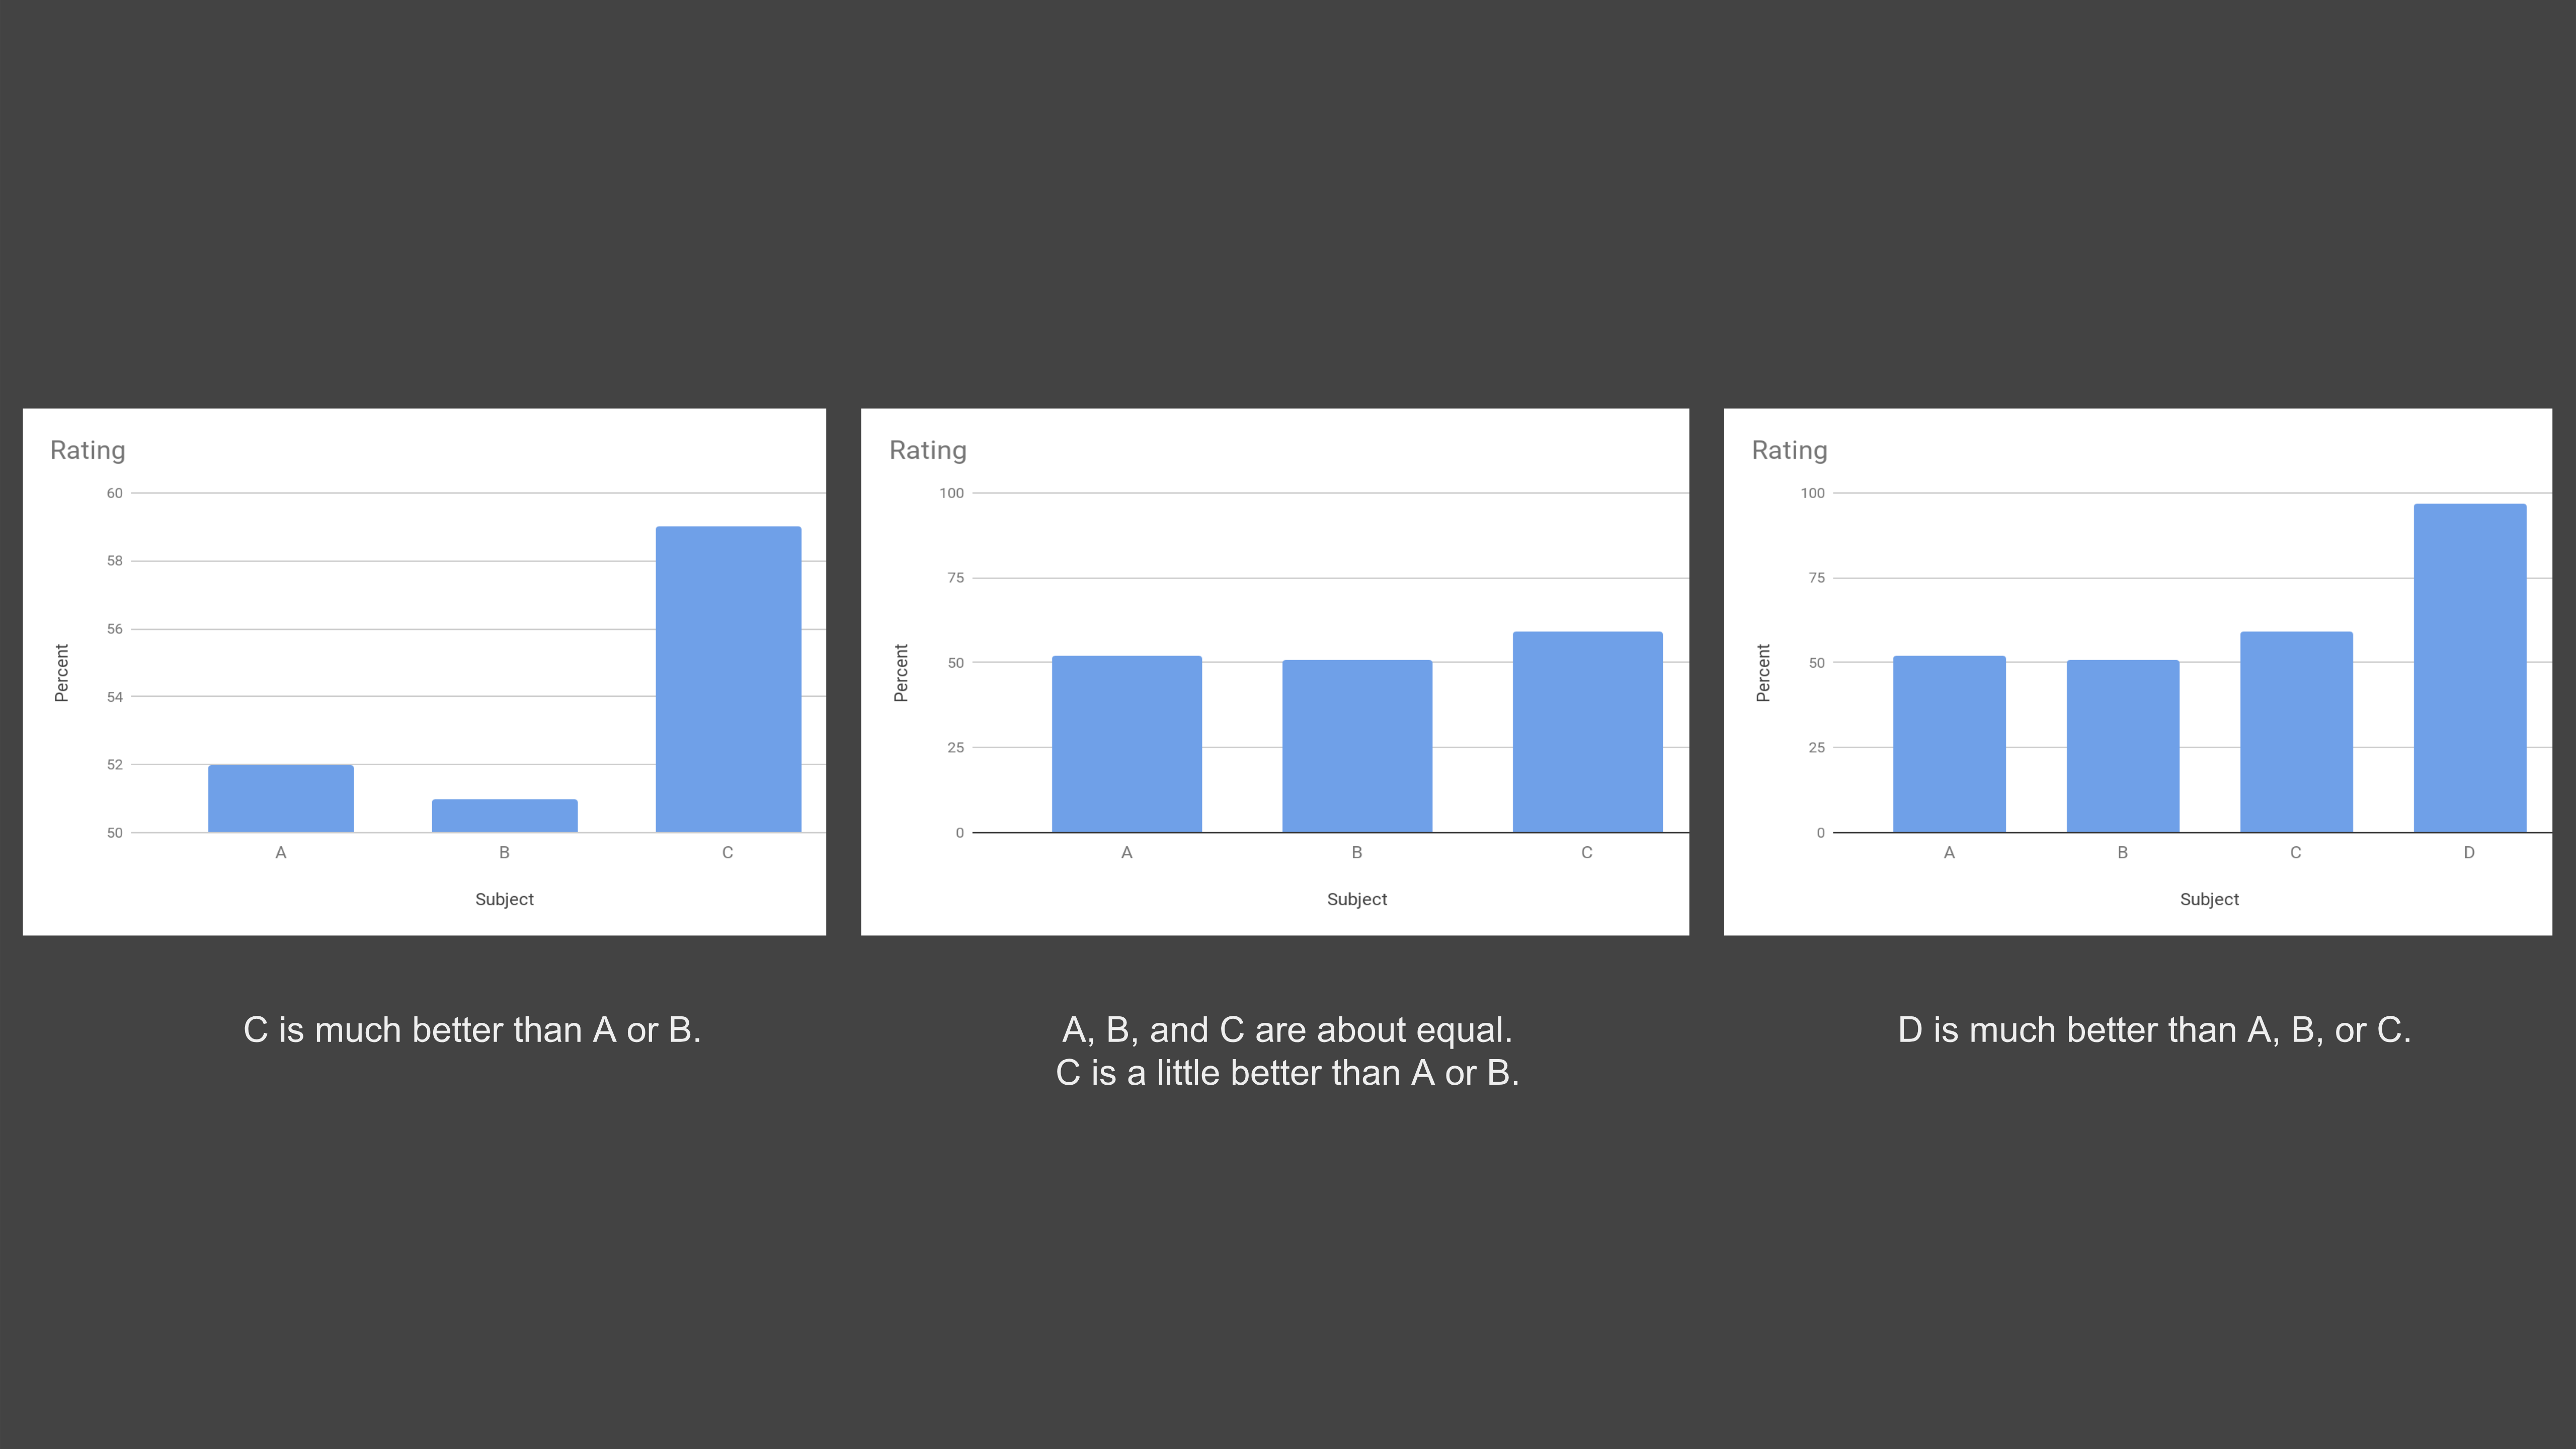 Rating
60
58
56
54
52
50
Percent
A B C
Subject
C is much better than A or B.
Rating
100
75
50
25
0
Percent
A B C
Subject
A, B, and C are about equal.
C is a little better than A or B.
Rating
100
75
50
25
0
Percent
A B C D
Subject
D is much better than A, B, or C.